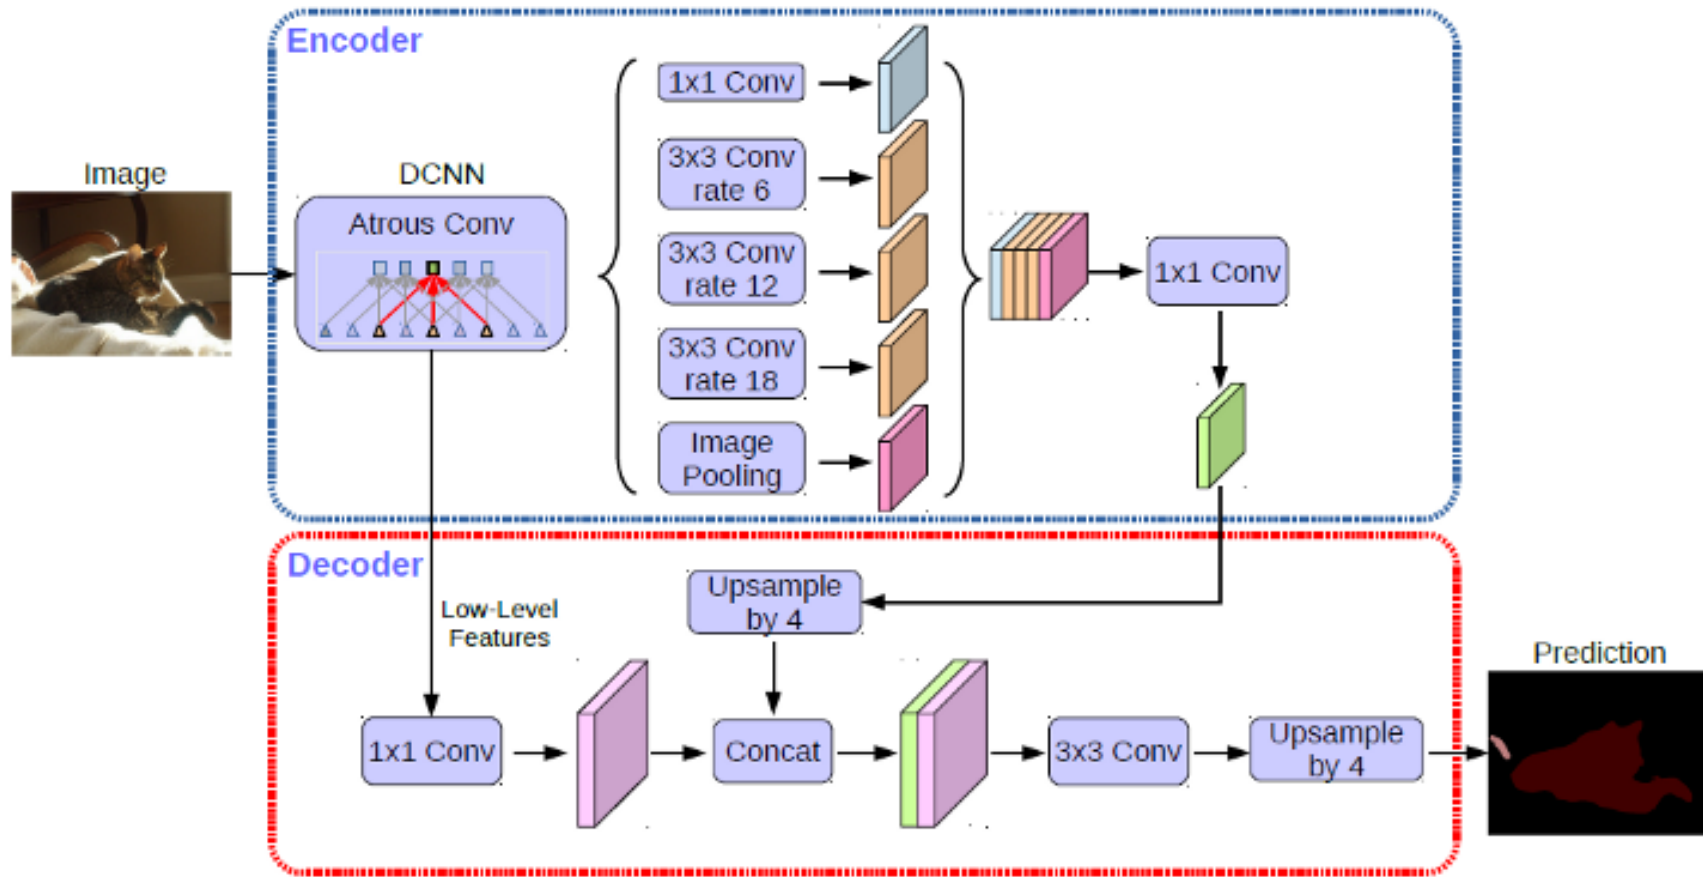 Encoder
Image
DCNN
Atrous Conv
1x1 Conv
3x3 Conv
rate 6
3x3 Conv
rate 12
3x3 Conv
rate 18
Image
Pooling
1x1 Conv
Decoder
Low-Level
Features
Upsample
by 4
1x1 Conv
Concat
3x3 Conv
Upsample
by 4
Prediction